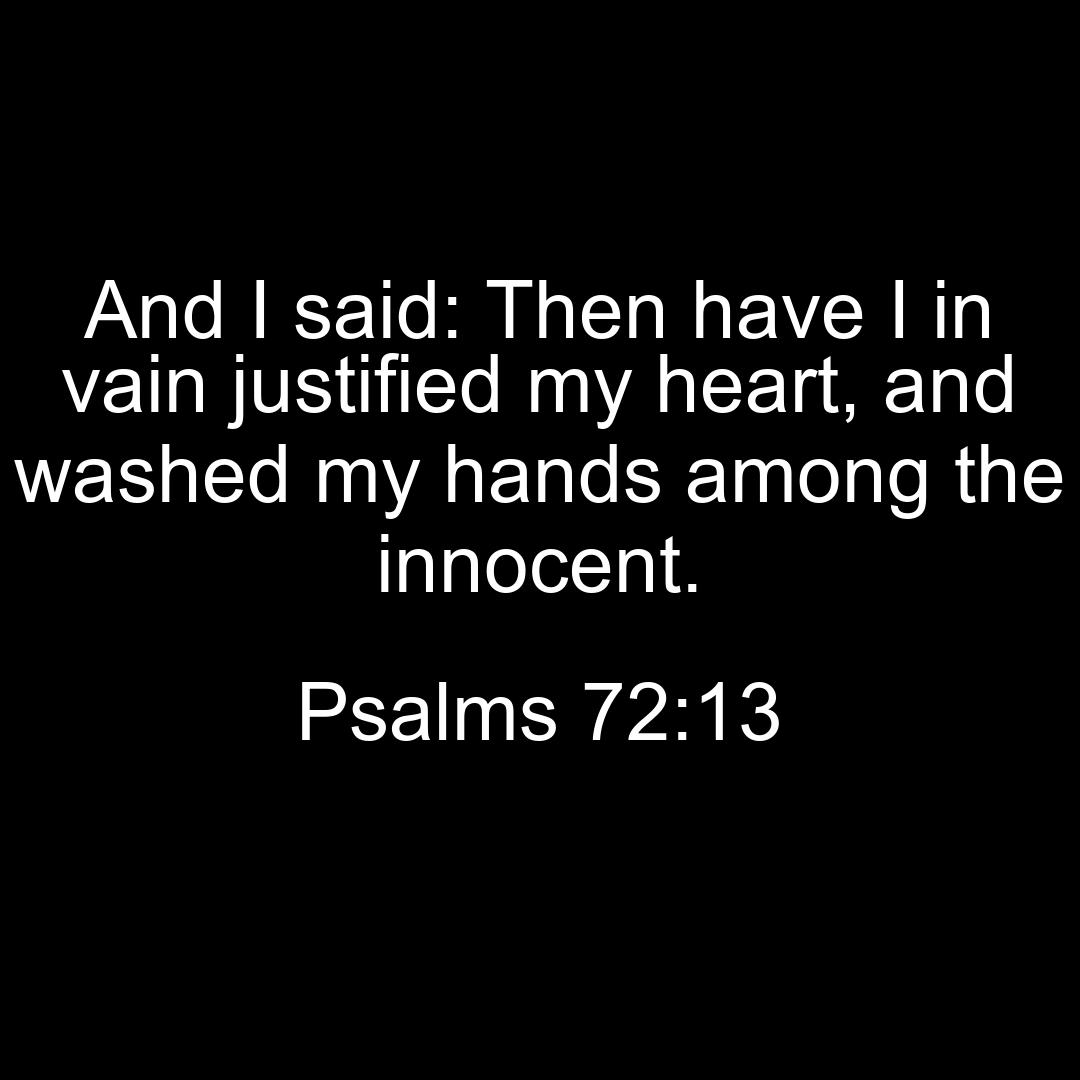 And I said: Then have I in
vain justified my heart, and
washed my hands among the
innocent.
Psalms 72:13